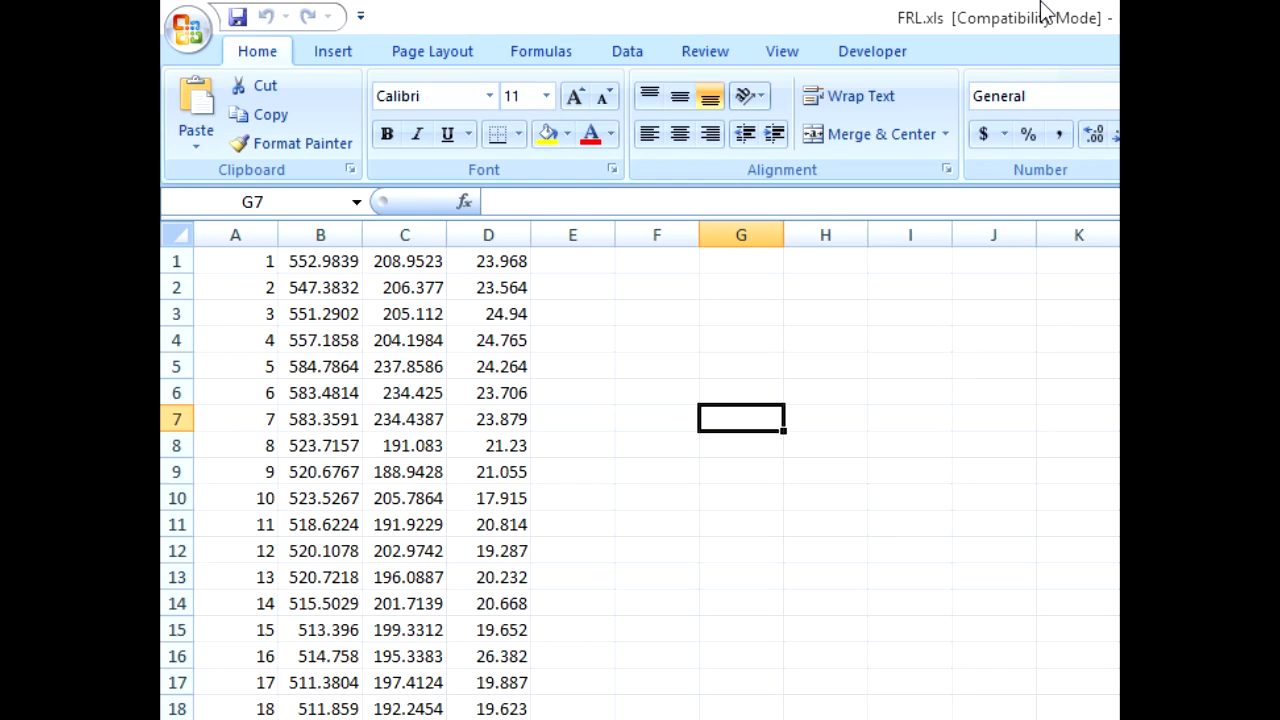 FRL.xls [Compatibility Mode] -
Home Insert Page Layout Formulas Data Review View Developer
Paste Cut Copy Format Painter
Calibri 11
B I U A
Wrap Text
Merge & Center
General
$ % ,
Clipboard Font Alignment Number
G7 fx
A B C D E F G H I J K
1 1 552.9839 208.9523 23.968
2 2 547.3832 206.377 23.564
3 3 551.2902 205.112 24.94
4 4 557.1858 204.1984 24.765
5 5 584.7864 237.8586 24.264
6 6 583.4814 234.425 23.706
7 7 583.3591 234.4387 23.879
8 8 523.7157 191.083 21.23
9 9 520.6767 188.9428 21.055
10 10 523.5267 205.7864 17.915
11 11 518.6224 191.9229 20.814
12 12 520.1078 202.9742 19.287
13 13 520.7218 196.0887 20.232
14 14 515.5029 201.7139 20.668
15 15 513.396 199.3312 19.652
16 16 514.758 195.3383 26.382
17 17 511.3804 197.4124 19.887
18 18 511.859 192.2454 19.623